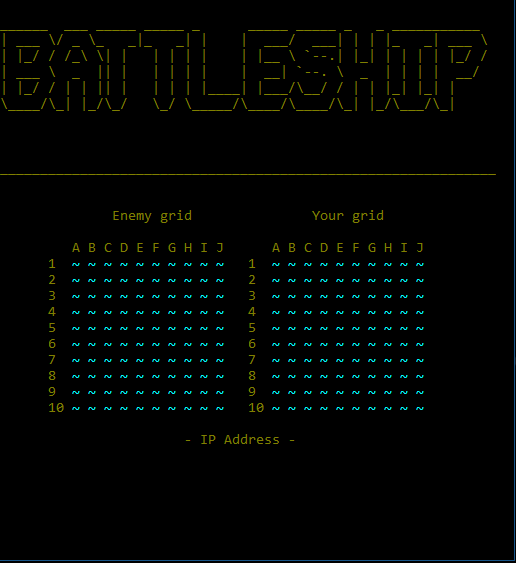 BATTLESHIP
Enemy grid Your grid
A B C D E F G H I J A B C D E F G H I J
1 ~ ~ ~ ~ ~ ~ ~ ~ ~ ~ 1 ~ ~ ~ ~ ~ ~ ~ ~ ~ ~
2 ~ ~ ~ ~ ~ ~ ~ ~ ~ ~ 2 ~ ~ ~ ~ ~ ~ ~ ~ ~ ~
3 ~ ~ ~ ~ ~ ~ ~ ~ ~ ~ 3 ~ ~ ~ ~ ~ ~ ~ ~ ~ ~
4 ~ ~ ~ ~ ~ ~ ~ ~ ~ ~ 4 ~ ~ ~ ~ ~ ~ ~ ~ ~ ~
5 ~ ~ ~ ~ ~ ~ ~ ~ ~ ~ 5 ~ ~ ~ ~ ~ ~ ~ ~ ~ ~
6 ~ ~ ~ ~ ~ ~ ~ ~ ~ ~ 6 ~ ~ ~ ~ ~ ~ ~ ~ ~ ~
7 ~ ~ ~ ~ ~ ~ ~ ~ ~ ~ 7 ~ ~ ~ ~ ~ ~ ~ ~ ~ ~
8 ~ ~ ~ ~ ~ ~ ~ ~ ~ ~ 8 ~ ~ ~ ~ ~ ~ ~ ~ ~ ~
9 ~ ~ ~ ~ ~ ~ ~ ~ ~ ~ 9 ~ ~ ~ ~ ~ ~ ~ ~ ~ ~
10 ~ ~ ~ ~ ~ ~ ~ ~ ~ ~ 10 ~ ~ ~ ~ ~ ~ ~ ~ ~ ~
- IP Address -